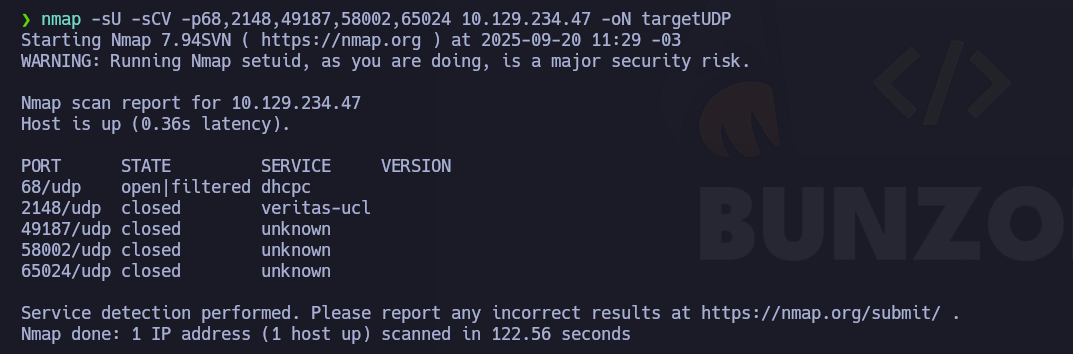 ❯ nmap -sU -sCV -p68,2148,49187,58002,65024 10.129.234.47 -oN targetUDP
Starting Nmap 7.94SVN ( https://nmap.org ) at 2025-09-20 11:29 -03
WARNING: Running Nmap setuid, as you are doing, is a major security risk.
Nmap scan report for 10.129.234.47
Host is up (0.36s latency).
PORT      STATE         SERVICE     VERSION
68/udp    open|filtered dhcpc
2148/udp  closed        veritas-ucl
49187/udp closed        unknown
58002/udp closed        unknown
65024/udp closed        unknown
Service detection performed. Please report any incorrect results at https://nmap.org/submit/ .
Nmap done: 1 IP address (1 host up) scanned in 122.56 seconds
</>
BUNZO